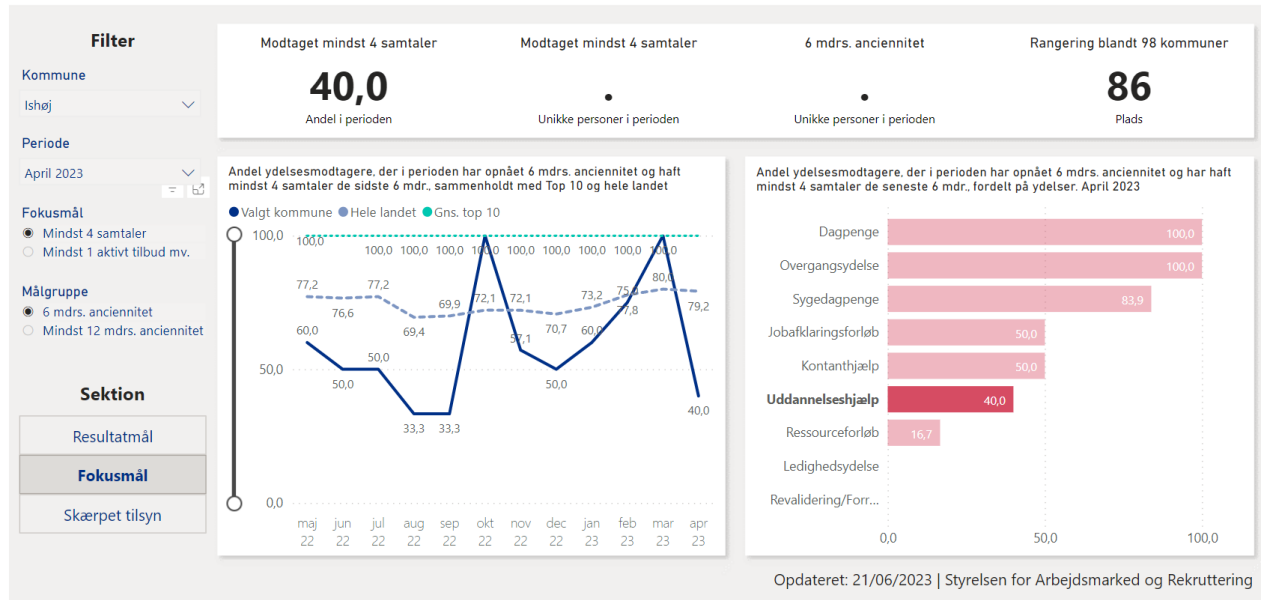 Filter
Kommune
Ishøj
Periode
April 2023
Fokusmål
Mindst 4 samtaler
Mindst 1 aktivt tilbud mv.
Målgruppe
6 mdrs. anciennitet
Mindst 12 mdrs. anciennitet
Sektion
Resultatmål
Fokusmål
Skærpet tilsyn
Modtaget mindst 4 samtaler
40,0
Andel i perioden
Modtaget mindst 4 samtaler
.
Unikke personer i perioden
6 mdrs. anciennitet
.
Unikke personer i perioden
Rangering blandt 98 kommuner
86
Plads
Andel ydelsesmodtagere, der i perioden har opnået 6 mdrs. anciennitet og haft
mindst 4 samtaler de sidste 6 mdr., sammenholdt med Top 10 og hele landet
Valgt kommune Hele landet Gns. top 10
100,0
100,0 100,0 100,0 100,0 100,0 100,0 100,0 100,0 100,0 100,0 100,0
77,2 76,6 77,2 69,4 69,9 72,1 72,1 70,7 73,2 77,8 80,0 79,2
60,0 50,0 50,0 33,3 33,3 57,1 50,0 60,0 75,0 40,0
50,0
0,0
maj jun jul aug sep okt nov dec jan feb mar apr
22 22 22 22 22 22 22 22 23 23 23 23
Andel ydelsesmodtagere, der i perioden har opnået 6 mdrs. anciennitet og har haft
mindst 4 samtaler de seneste 6 mdr., fordelt på ydelser. April 2023
Dagpenge 100,0
Overgangsydelse 100,0
Sygedagpenge 83,9
Jobafklaringsforløb 50,0
Kontanthjælp 50,0
Uddannelseshjælp 40,0
Ressourceforløb 16,7
Ledighedsydelse
Revalidering/Forr...
0,0 50,0 100,0
Opdateret: 21/06/2023 | Styrelsen for Arbejdsmarked og Rekruttering